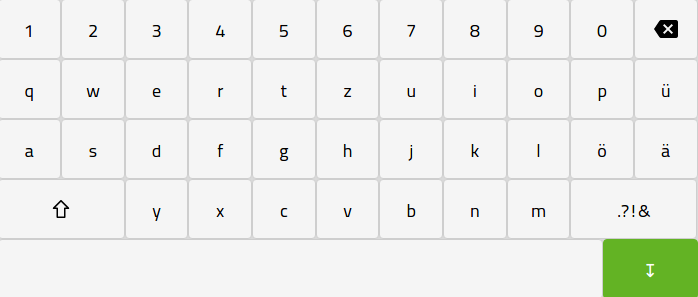 1 2 3 4 5 6 7 8 9 0
q w e r t z u i o p ü
a s d f g h j k l ö ä
y x c v b n m .?!&